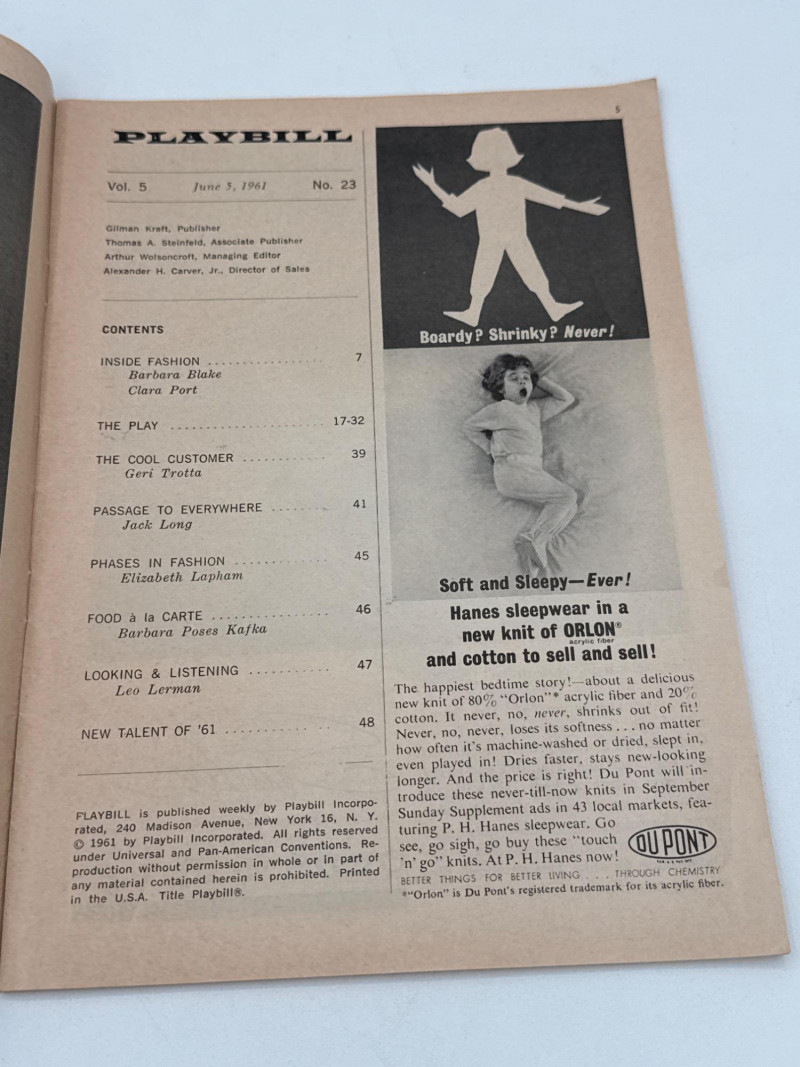 PLAYBILL
Vol. 5 June 5, 1961 No. 23
Gilman Kraft, Publisher
Thomas A. Steinfeld, Associate Publisher
Arthur Wolsoncroft, Managing Editor
Alexander H. Carver, Jr., Director of Sales
CONTENTS
INSIDE FASHION .................. 7
Barbara Blake
Clara Port
THE PLAY ...................... 17-32
THE COOL CUSTOMER ............ 39
Geri Trotta
PASSAGE TO EVERYWHERE ........ 41
Jack Long
PHASES IN FASHION ............. 45
Elizabeth Lapham
FOOD à la CARTE ................ 46
Barbara Poses Kafka
LOOKING & LISTENING ........... 47
Leo Lerman
NEW TALENT OF '61 .............. 48
PLAYBILL is published weekly by Playbill Incorpo-
rated, 240 Madison Avenue, New York 16, N. Y.
© 1961 by Playbill Incorporated. All rights reserved
under Universal and Pan-American Conventions. Re-
production without permission in whole or in part of
any material contained herein is prohibited. Printed
in the U.S.A. Title Playbill®.
5
Boardy? Shrinky? Never!
Soft and Sleepy—Ever!
Hanes sleepwear in a
new knit of ORLON®
acrylic fiber
and cotton to sell and sell!
The happiest bedtime story!—about a delicious
new knit of 80% "Orlon"* acrylic fiber and 20%
cotton. It never, no, never, shrinks out of fit!
Never, no, never, loses its softness . . . no matter
how often it's machine-washed or dried, slept in,
even played in! Dries faster, stays new-looking
longer. And the price is right! Du Pont will in-
troduce these never-till-now knits in September
Sunday Supplement ads in 43 local markets, fea-
turing P. H. Hanes sleepwear. Go
see, go sigh, go buy these "touch
'n' go" knits. At P. H. Hanes now!
DU PONT
REG. U.S. PAT. OFF.
BETTER THINGS FOR BETTER LIVING . . . THROUGH CHEMISTRY
*"Orlon" is Du Pont's registered trademark for its acrylic fiber.